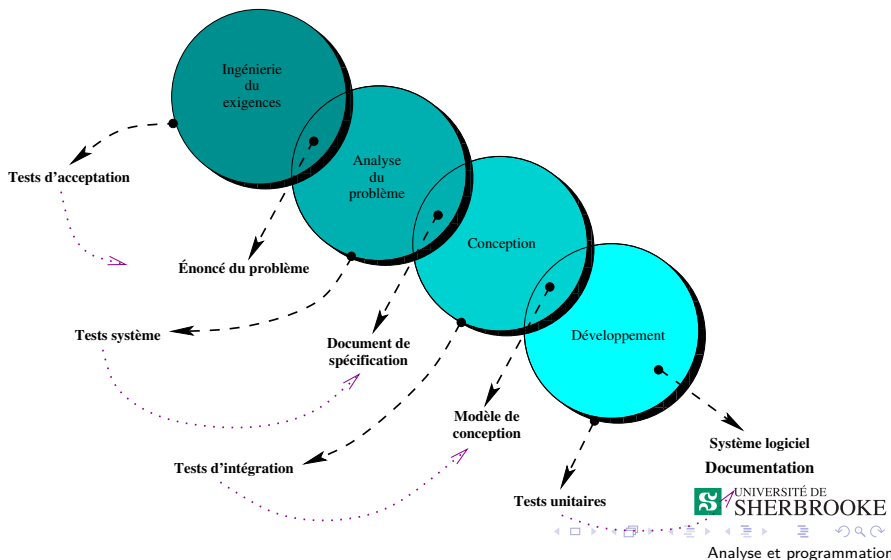 Ingénierie
du
exigences
Analyse
du
problème
Tests d'acceptation
Conception
Énoncé du problème
Tests système
Document de
spécification
Développement
Modèle de
conception
Tests d'intégration
Système logiciel
Documentation
Tests unitaires
UNIVERSITÉ DE
SHERBROOKE
Analyse et programmation